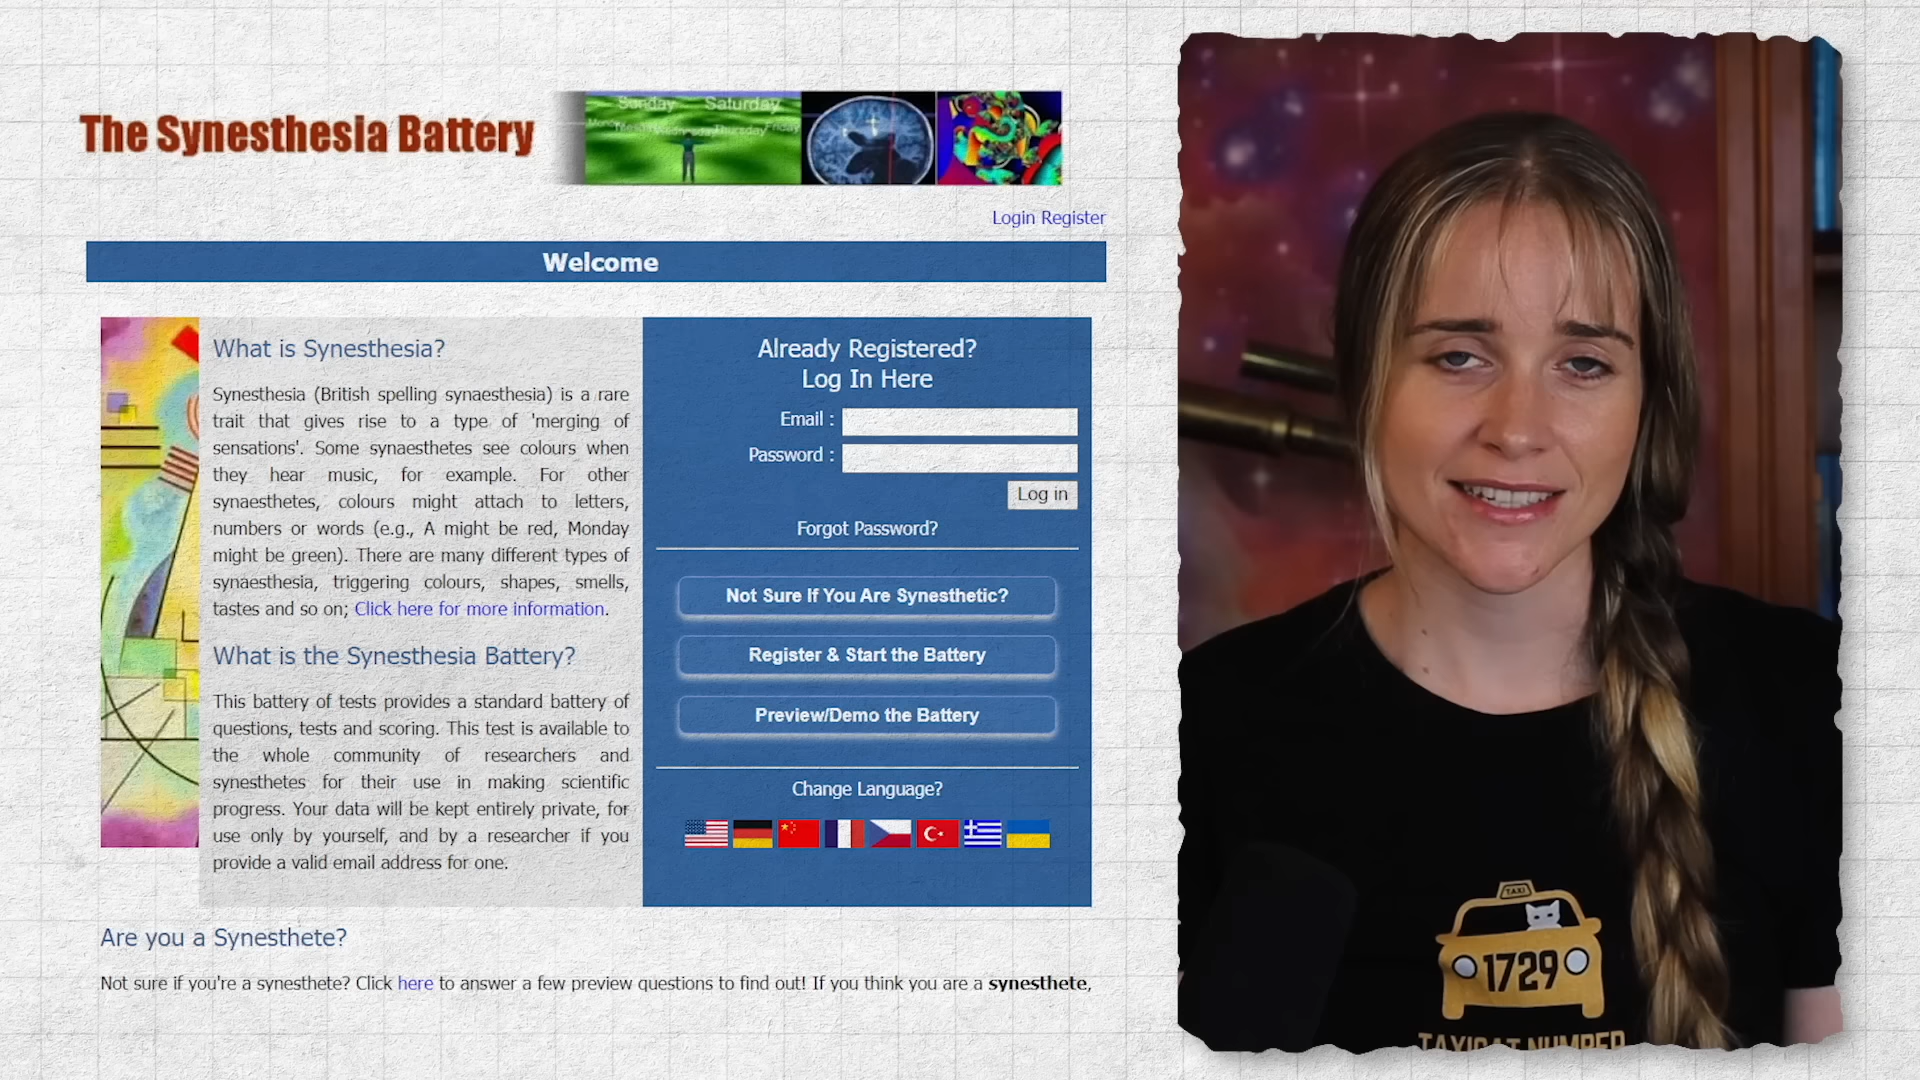 The Synesthesia Battery
Sunday Saturday
Login Register
Welcome
What is Synesthesia?
Synesthesia (British spelling synaesthesia) is a rare
trait that gives rise to a type of 'merging of
sensations'. Some synaesthetes see colours when
they hear music, for example. For other
synaesthetes, colours might attach to letters,
numbers or words (e.g., A might be red, Monday
might be green). There are many different types of
synaesthesia, triggering colours, shapes, smells,
tastes and so on; Click here for more information.
What is the Synesthesia Battery?
This battery of tests provides a standard battery of
questions, tests and scoring. This test is available to
the whole community of researchers and
synesthetes for their use in making scientific
progress. Your data will be kept entirely private, for
use only by yourself, and by a researcher if you
provide a valid email address for one.
Already Registered?
Log In Here
Email :
Password :
Log in
Forgot Password?
Not Sure If You Are Synesthetic?
Register & Start the Battery
Preview/Demo the Battery
Change Language?
Are you a Synesthete?
Not sure if you're a synesthete? Click here to answer a few preview questions to find out! If you think you are a synesthete,
TAXI
1729
TAXICAT NUMBER